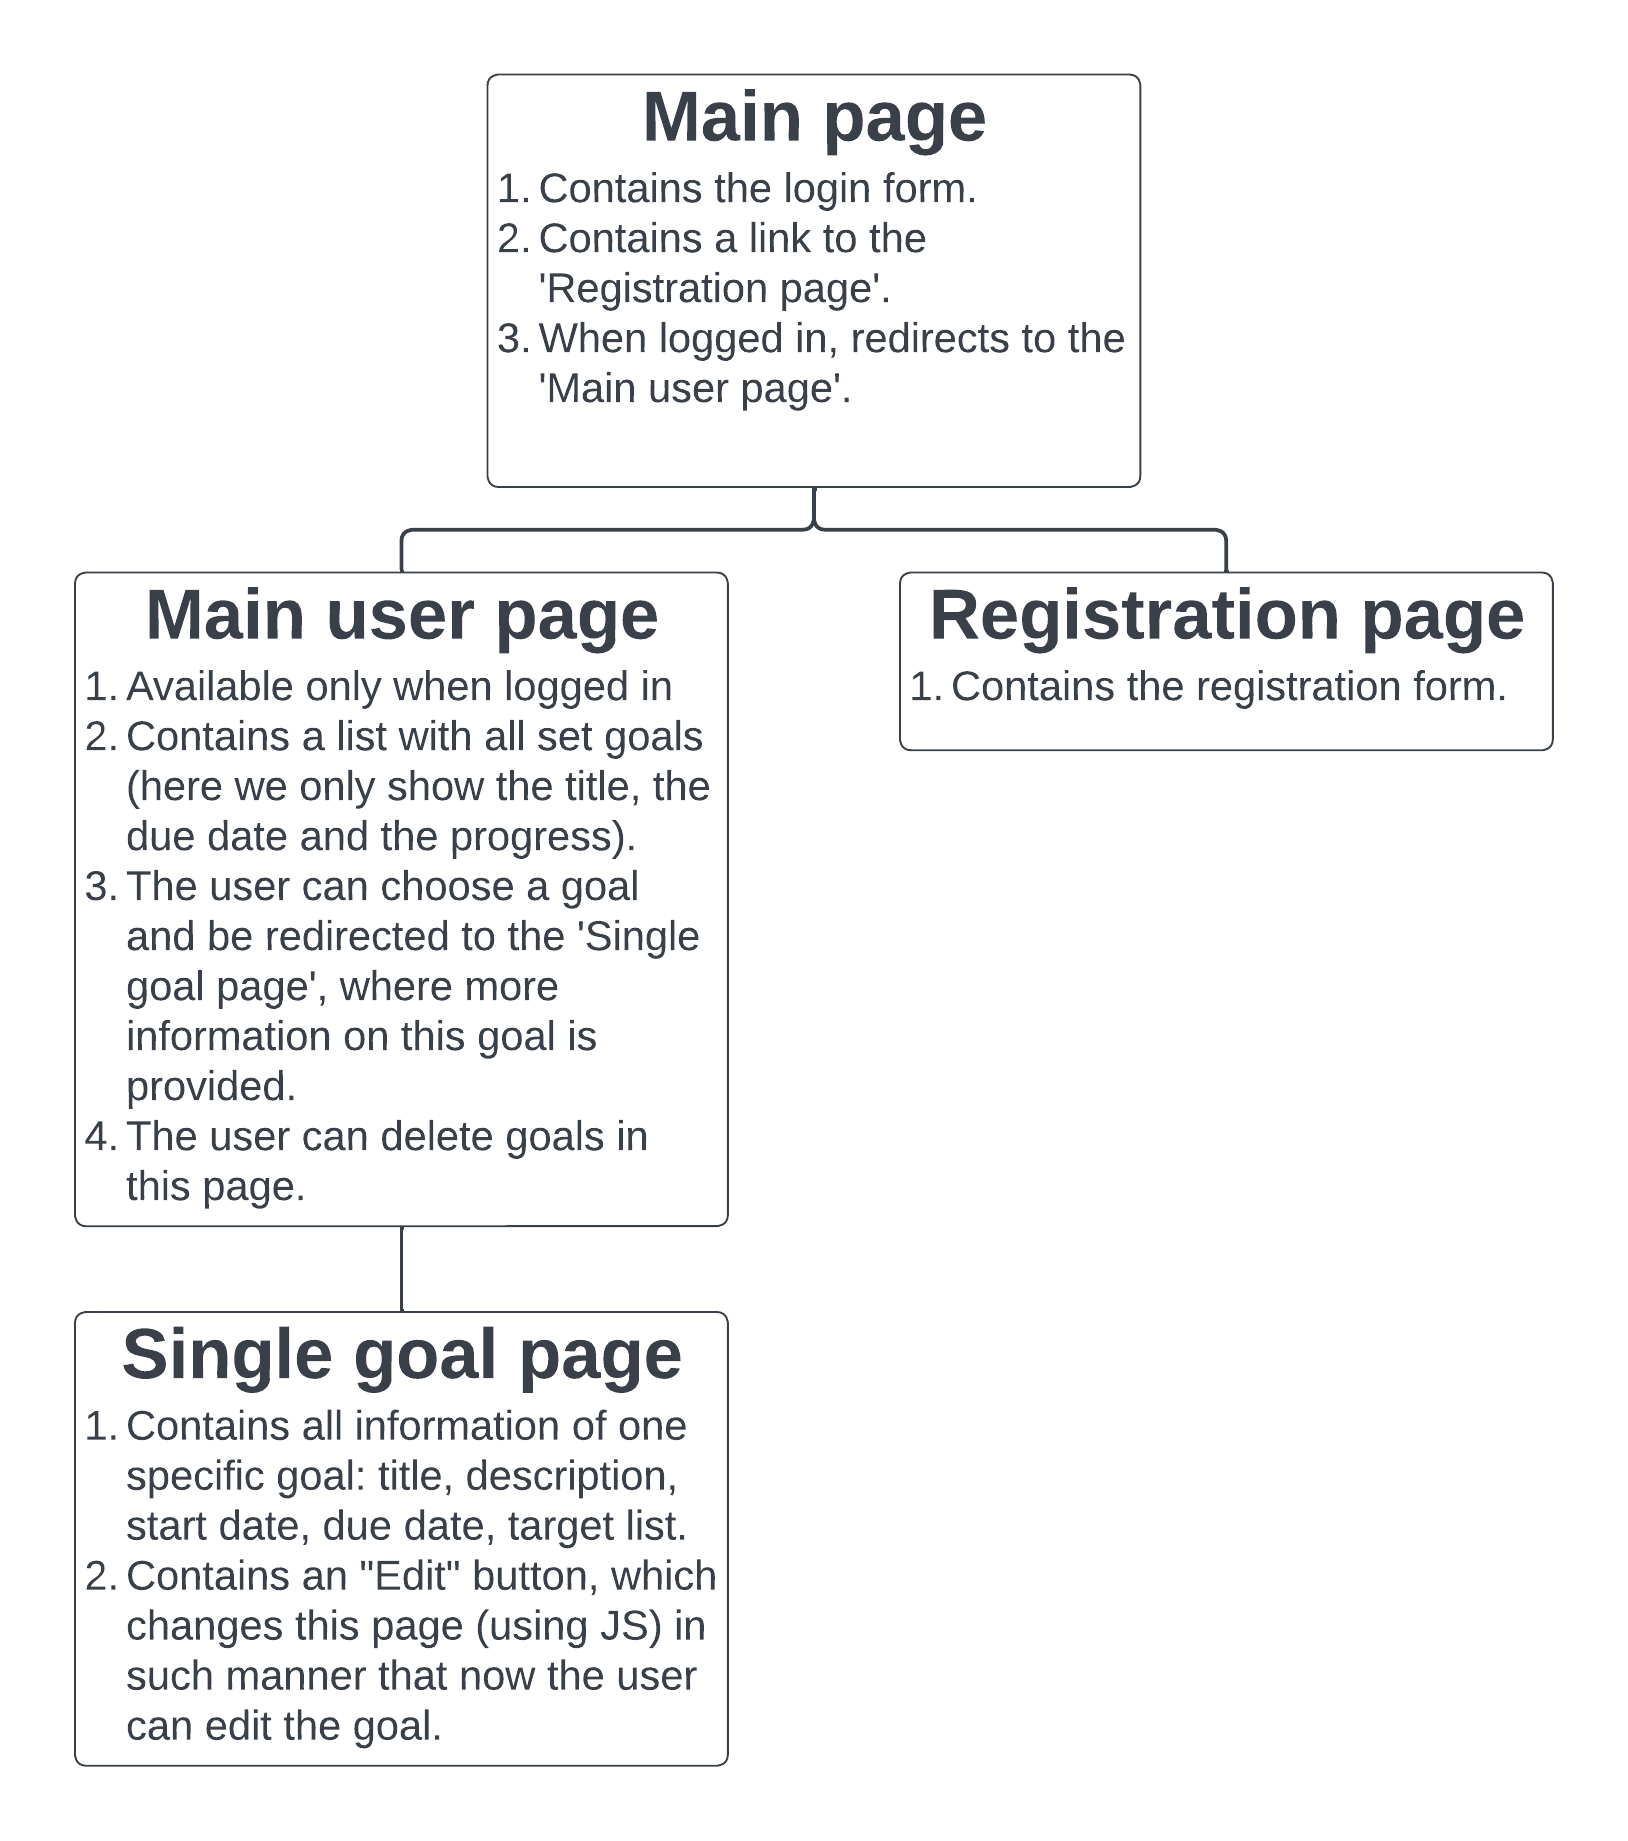 Main page
1. Contains the login form.
2. Contains a link to the
'Registration page'.
3. When logged in, redirects to the
'Main user page'.
Main user page
1. Available only when logged in
2. Contains a list with all set goals
(here we only show the title, the
due date and the progress).
3. The user can choose a goal
and be redirected to the 'Single
goal page', where more
information on this goal is
provided.
4. The user can delete goals in
this page.
Registration page
1. Contains the registration form.
Single goal page
1. Contains all information of one
specific goal: title, description,
start date, due date, target list.
2. Contains an "Edit" button, which
changes this page (using JS) in
such manner that now the user
can edit the goal.